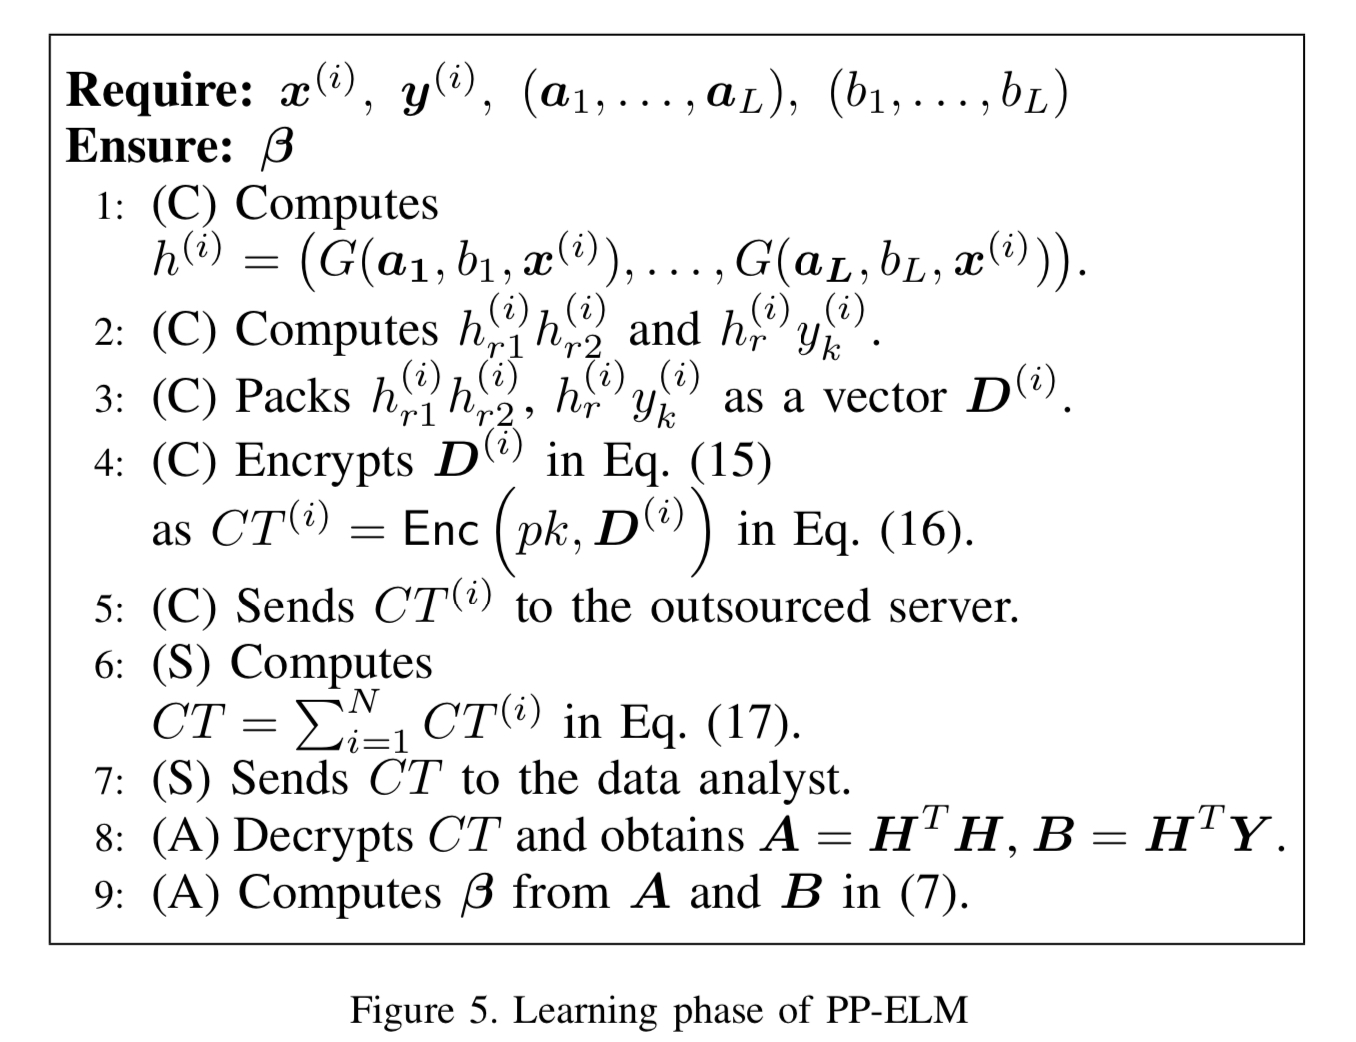 Require: x^(i), y^(i), (a_1, . . . , a_L), (b_1, . . . , b_L)
Ensure: β
1: (C) Computes
h^(i) = (G(a_1, b_1, x^(i)), . . . , G(a_L, b_L, x^(i))).
2: (C) Computes h_{r1}^(i) h_{r2}^(i) and h_r^(i) y_k^(i).
3: (C) Packs h_{r1}^(i) h_{r2}^(i), h_r^(i) y_k^(i) as a vector D^(i).
4: (C) Encrypts D^(i) in Eq. (15)
as CT^(i) = Enc (pk, D^(i)) in Eq. (16).
5: (C) Sends CT^(i) to the outsourced server.
6: (S) Computes
CT = ∑_{i=1}^N CT^(i) in Eq. (17).
7: (S) Sends CT to the data analyst.
8: (A) Decrypts CT and obtains A = H^T H, B = H^T Y.
9: (A) Computes β from A and B in (7).
Figure 5. Learning phase of PP-ELM